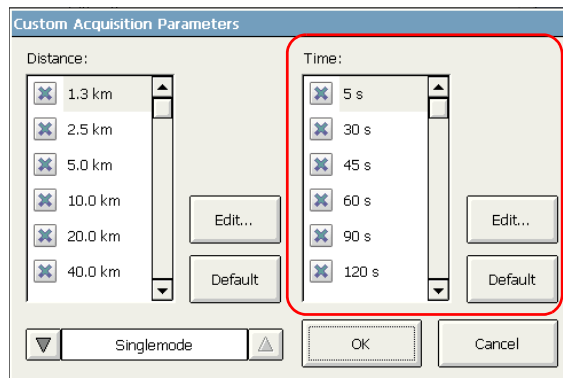 Custom Acquisition Parameters
Distance:
1.3 km
2.5 km
5.0 km
10.0 km
20.0 km
40.0 km
Edit...
Default
Time:
5 s
30 s
45 s
60 s
90 s
120 s
Edit...
Default
Singlemode
OK
Cancel